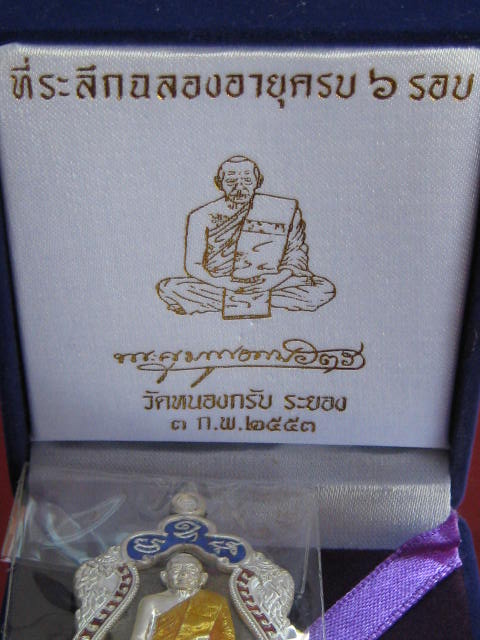 ที่ระลึกฉลองอายุครบ ๖ รอบ
วัดหนองกรับ ระยอง
๓ ก.พ.๒๕๕๓